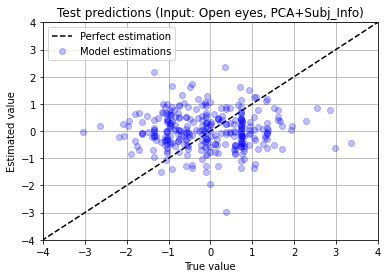 Test predictions (Input: Open eyes, PCA+Subj_Info)
Perfect estimation
Model estimations
4
3
2
1
0
−1
−2
−3
−4
Estimated value
−4 −3 −2 −1 0 1 2 3 4
True value